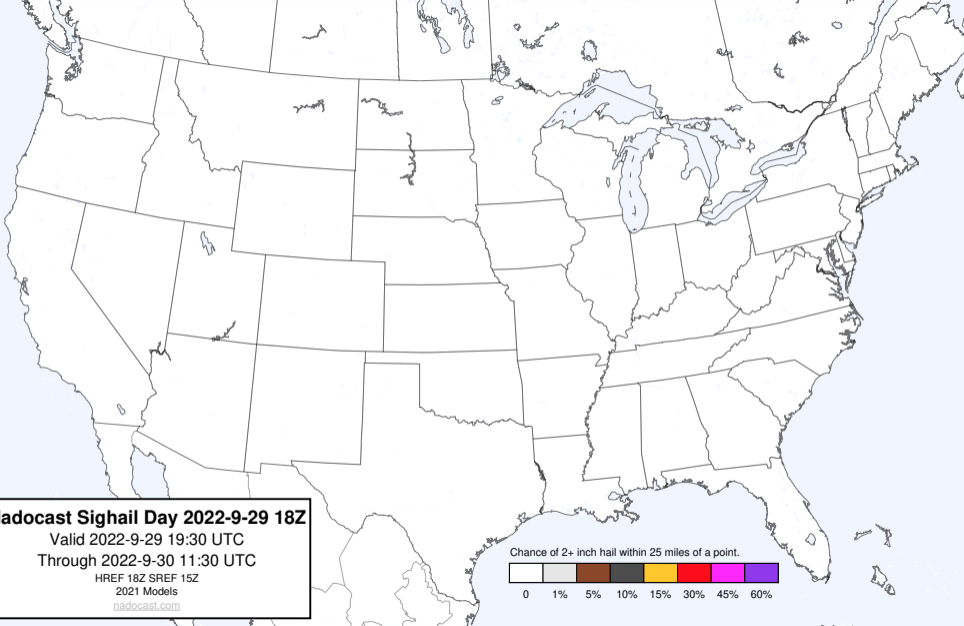 adocast Sighail Day 2022-9-29 18Z
Valid 2022-9-29 19:30 UTC
Through 2022-9-30 11:30 UTC
HREF 18Z SREF 15Z
2021 Models
nadocast.com
Chance of 2+ inch hail within 25 miles of a point.
0 1% 5% 10% 15% 30% 45% 60%